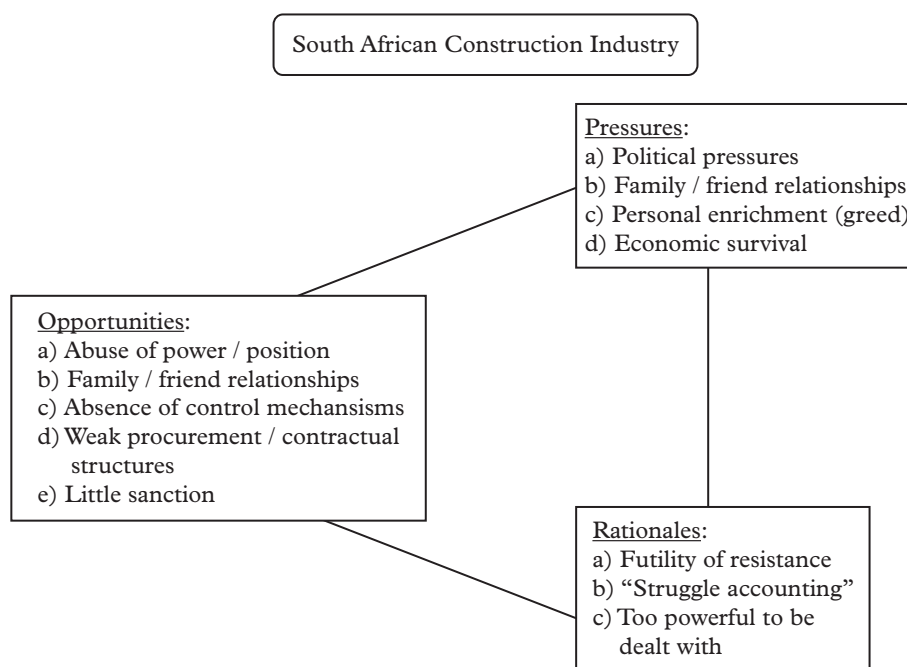 South African Construction Industry
Pressures:
a) Political pressures
b) Family / friend relationships
c) Personal enrichment (greed)
d) Economic survival
Opportunities:
a) Abuse of power / position
b) Family / friend relationships
c) Absence of control mechansisms
d) Weak procurement / contractual
structures
e) Little sanction
Rationales:
a) Futility of resistance
b) “Struggle accounting”
c) Too powerful to be
dealt with